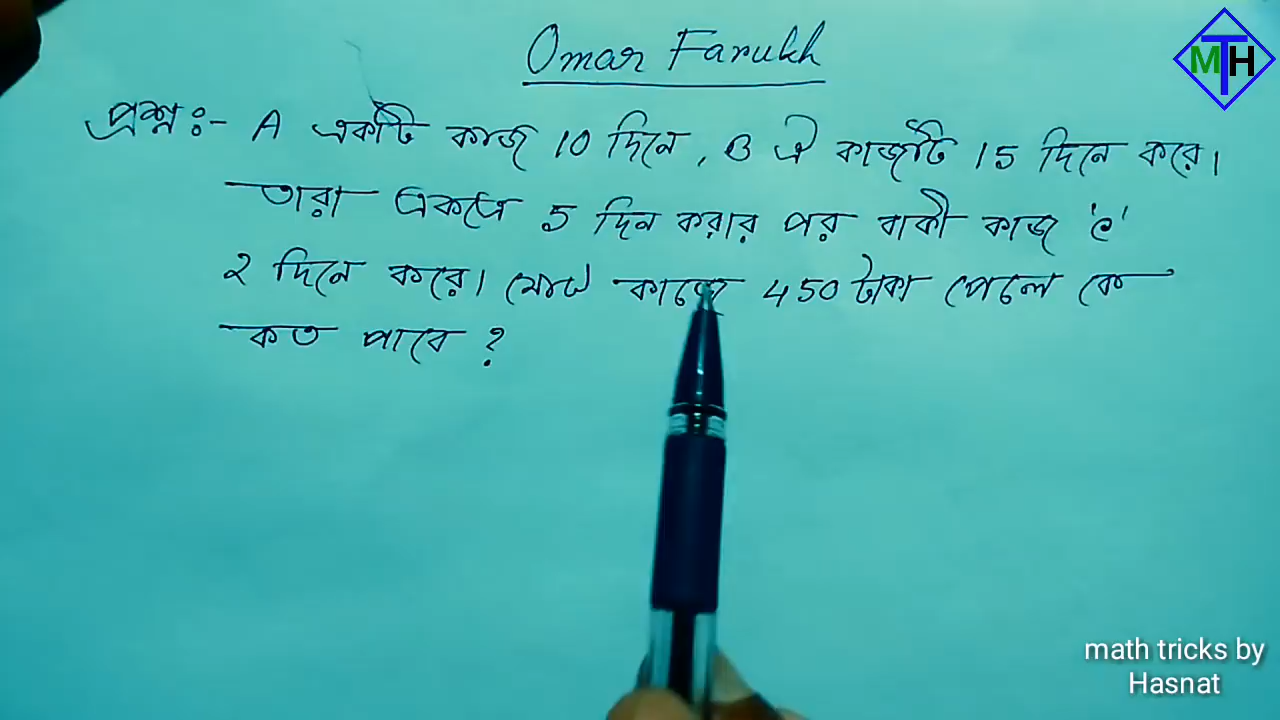 Omar Farukh
MTH
প্রশ্নঃ- A একটি কাজ 10 দিনে, B ঐ কাজটি 15 দিনে করে।
তারা একত্রে 5 দিন করার পর বাকী কাজ 'c'
২ দিনে করে। মোট কাজে 450 টাকা পেলে কে
কত পাবে ?
math tricks by
Hasnat